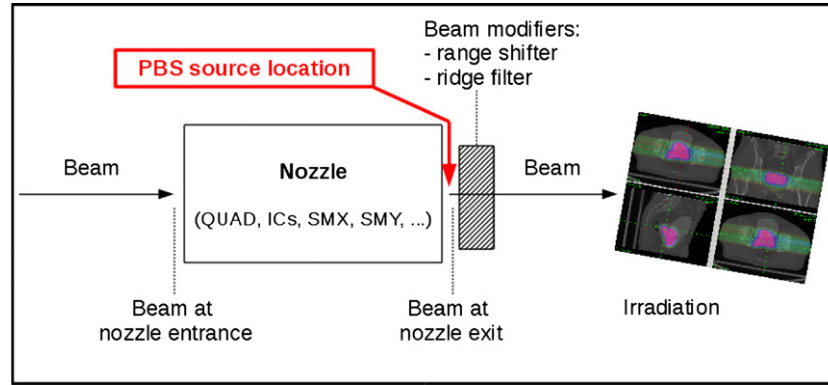 Beam modifiers:
- range shifter
- ridge filter
PBS source location
Beam
Nozzle
(QUAD, ICs, SMX, SMY, ...)
Beam
Beam at
nozzle entrance
Beam at
nozzle exit
Irradiation